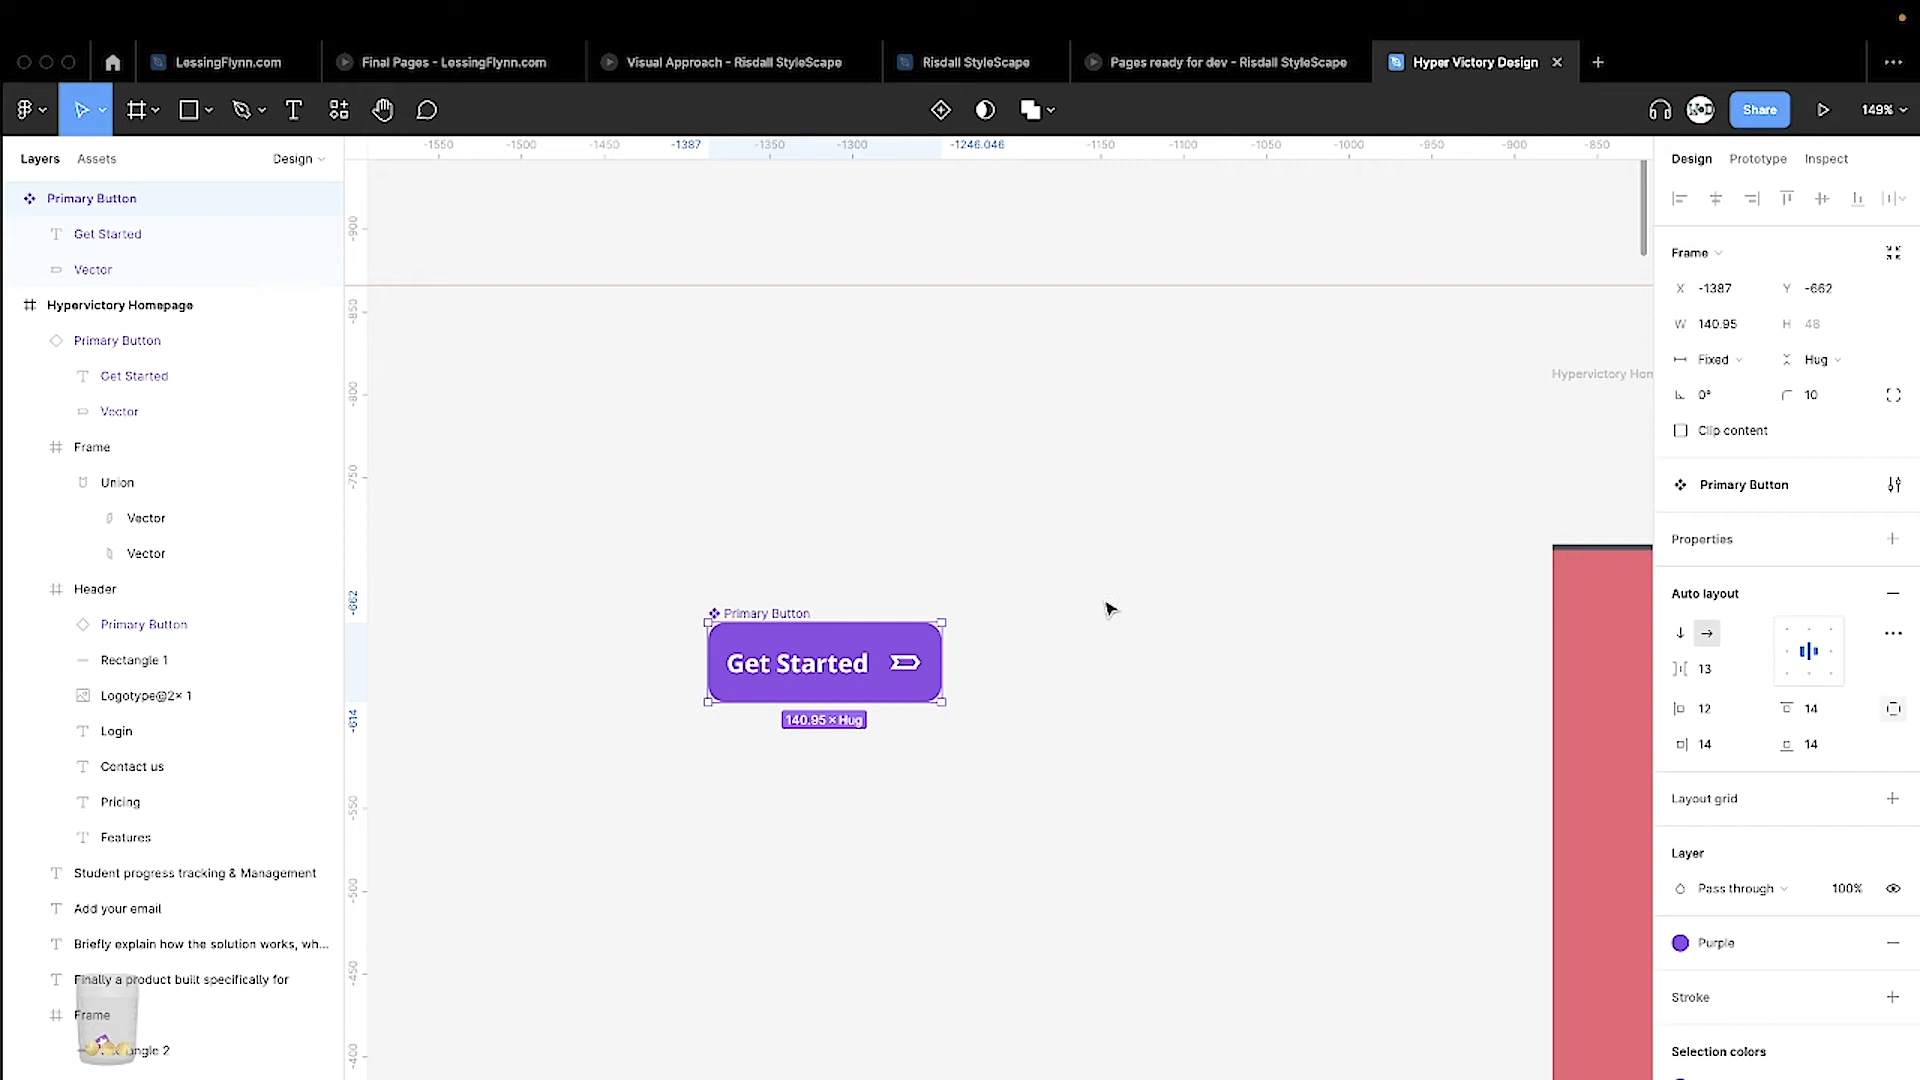 LessingFlynn.com
Final Pages - LessingFlynn.com
Visual Approach - Risdall StyleScape
Risdall StyleScape
Pages ready for dev - Risdall StyleScape
Hyper Victory Design
Share
149%
Layers
Assets
Design
-1550
-1500
-1450
-1387
-1350
-1300
-1246.046
-1150
-1100
-1050
-1000
-950
-900
-850
Primary Button
Get Started
Vector
Hypervictory Homepage
Primary Button
Get Started
Vector
Frame
Union
Vector
Vector
Header
Primary Button
Rectangle 1
Logotype@2x 1
Login
Contact us
Pricing
Features
Student progress tracking & Management
Add your email
Briefly explain how the solution works, wh...
Finally a product built specifically for
Frame
ngle 2
-900
-850
-800
-750
-662
-614
-550
-500
-450
-400
Hypervictory Hom
Primary Button
Get Started
140.95 × Hug
Design
Prototype
Inspect
Frame
X -1387
Y -662
W 140.95
H 48
Fixed
Hug
0°
10
Clip content
Primary Button
Properties
Auto layout
13
12
14
14
14
Layout grid
Layer
Pass through
100%
Purple
Stroke
Selection colors